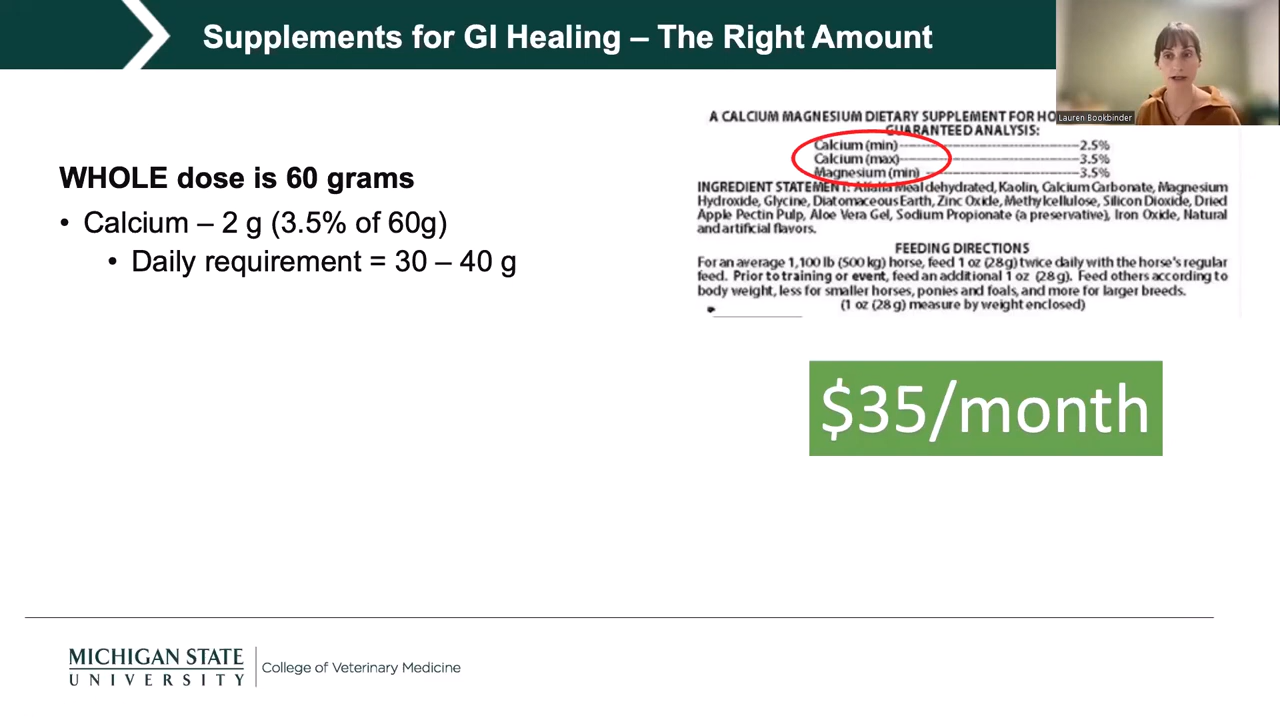 Supplements for GI Healing – The Right Amount
Lauren Bookbinder
WHOLE dose is 60 grams
• Calcium – 2 g (3.5% of 60g)
• Daily requirement = 30 – 40 g
A CALCIUM MAGNESIUM DIETARY SUPPLEMENT FOR
GUARANTEED ANALYSIS:
Calcium (min) 2.5%
Calcium (max) 3.5%
Magnesium (min) 3.5%
INGREDIENT STATEMENT: Alfalfa Meal dehydrated, Kaolin, Calcium Carbonate, Magnesium
Hydroxide, Glycine, Diatomaceous Earth, Zinc Oxide, Methylcellulose, Silicon Dioxide, Dried
Apple Pectin Pulp, Aloe Vera Gel, Sodium Propionate (a preservative), Iron Oxide, Natural
and artificial flavors.
FEEDING DIRECTIONS
For an average 1,100 lb (500 kg) horse, feed 1 oz (28 g) twice daily with the horse's regular
feed. Prior to training or event, feed an additional 1 oz (28 g). Feed others according to
body weight, less for smaller horses, ponies and foals, and more for larger breeds.
(1 oz (28 g) measure by weight enclosed)
$35/month
MICHIGAN STATE
UNIVERSITY
College of Veterinary Medicine